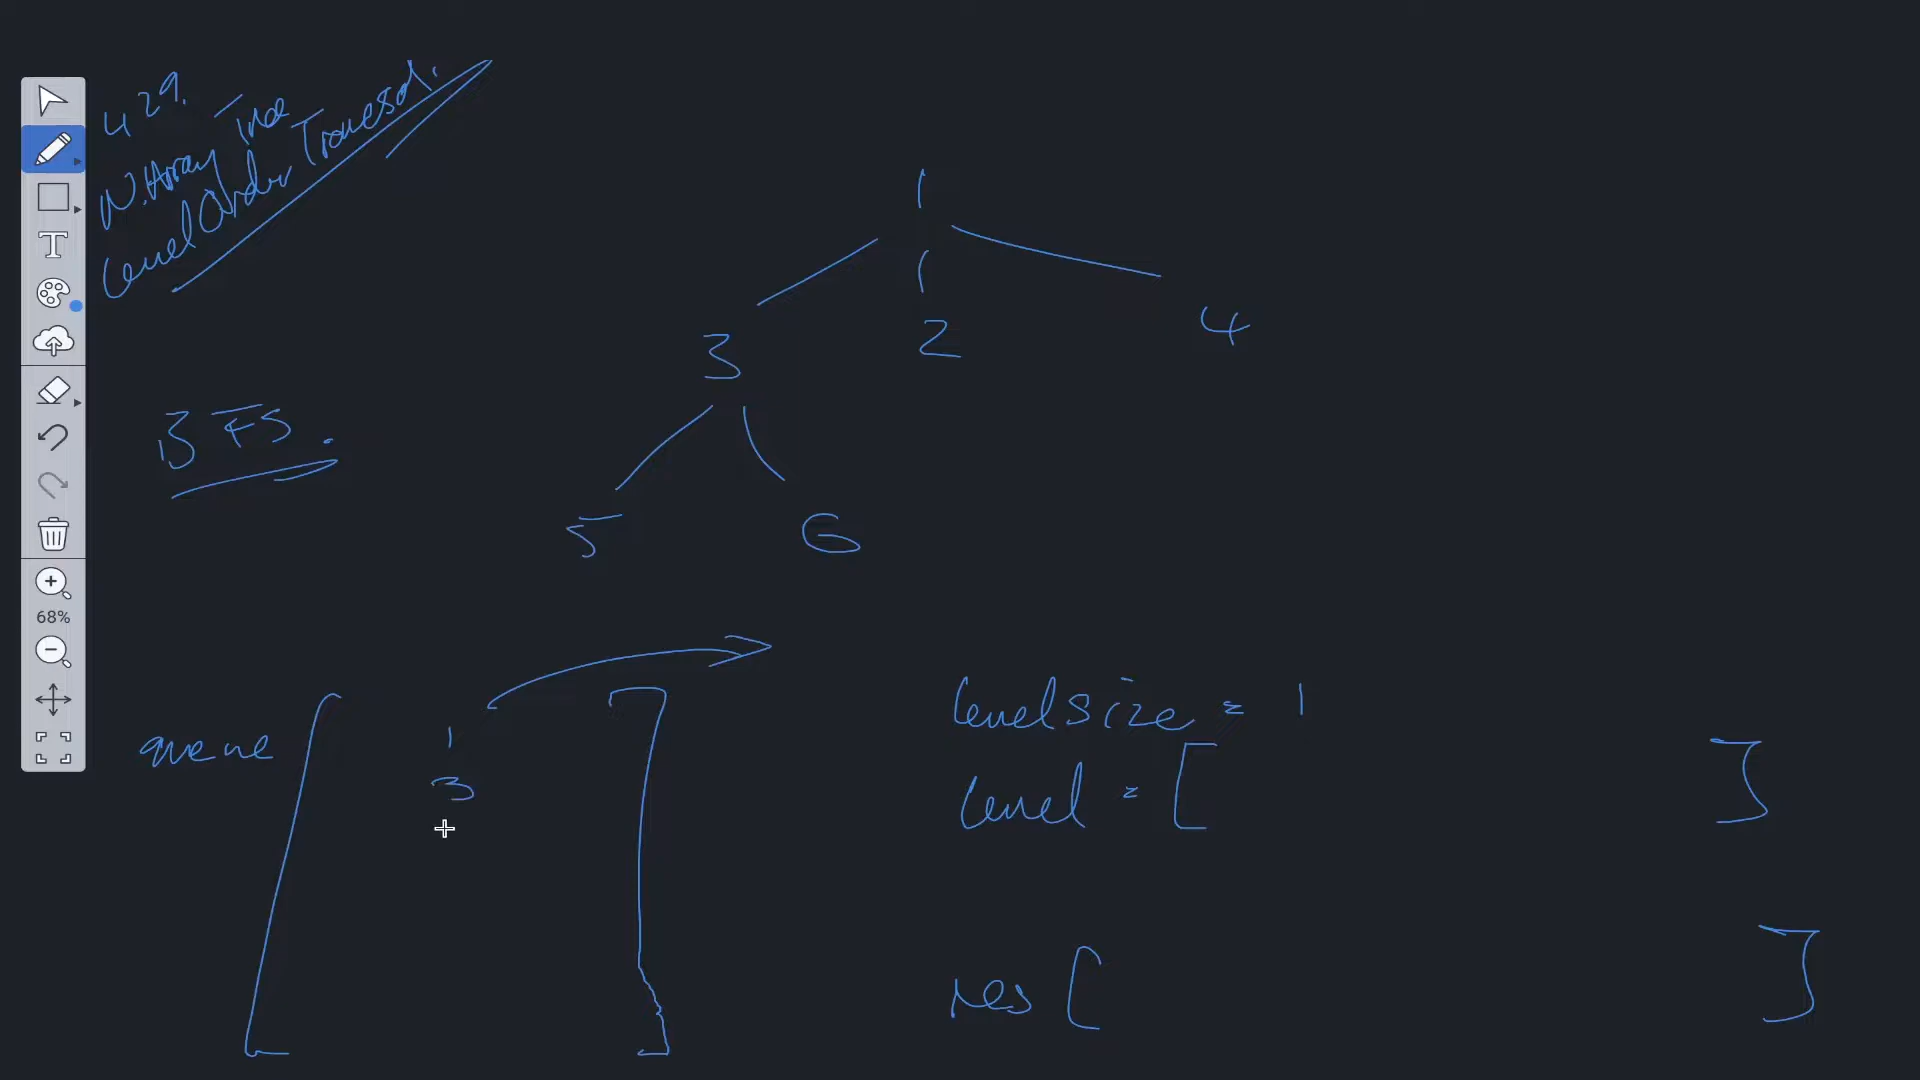 429.
N.Array Tree
Level Order Traversal.
1
3 2 4
BFS.
5 6
68%
levelsize = 1
queue
1
level = [ ]
3
res [ ]